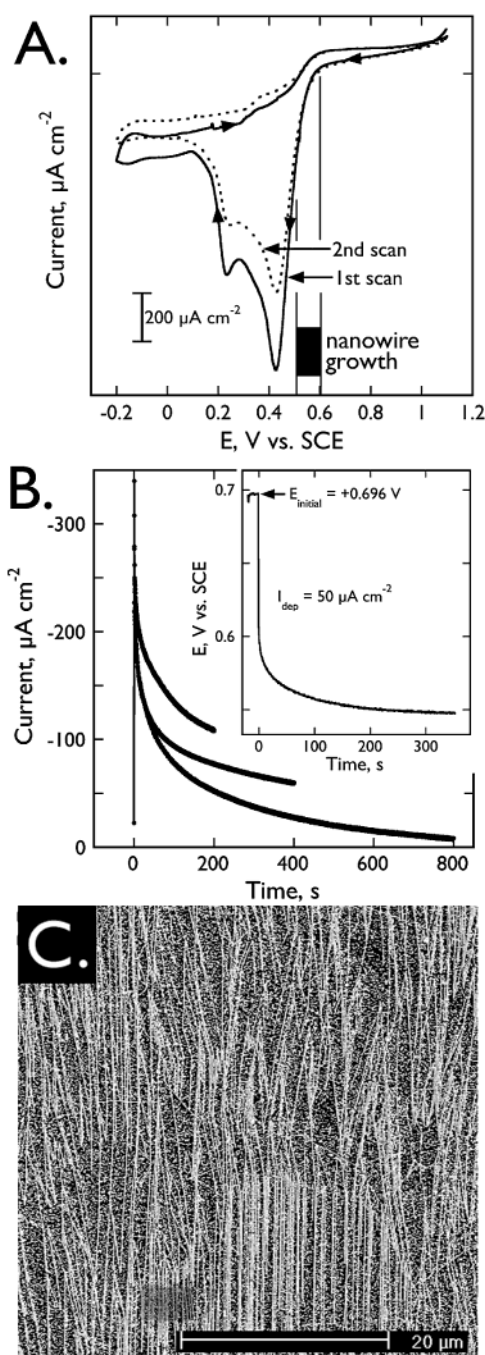 A.
Current, μA cm-2
2nd scan
1st scan
200 μA cm-2
nanowire
growth
-0.2 0 0.2 0.4 0.6 0.8 1.0 1.2
E, V vs. SCE
B.
-300
-200
-100
0
Current, μA cm-2
0 200 400 600 800
Time, s
0.7
0.6
E, V vs. SCE
Einitial = +0.696 V
Idep = 50 μA cm-2
0 100 200 300
Time, s
C.
20 μm